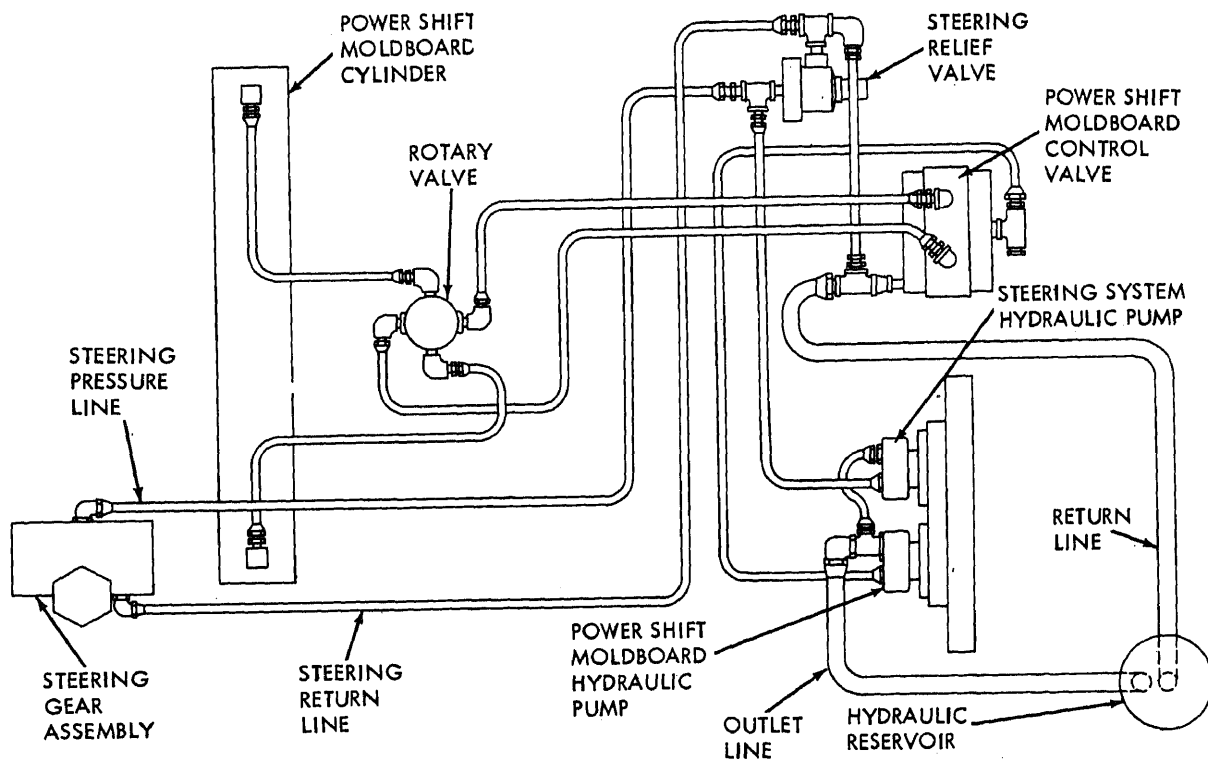 POWER SHIFT
MOLDBOARD
CYLINDER
STEERING
RELIEF
VALVE
POWER SHIFT
MOLDBOARD
CONTROL
VALVE
ROTARY
VALVE
STEERING SYSTEM
HYDRAULIC PUMP
STEERING
PRESSURE
LINE
RETURN
LINE
STEERING
GEAR
ASSEMBLY
STEERING
RETURN
LINE
POWER SHIFT
MOLDBOARD
HYDRAULIC
PUMP
OUTLET
LINE
HYDRAULIC
RESERVOIR